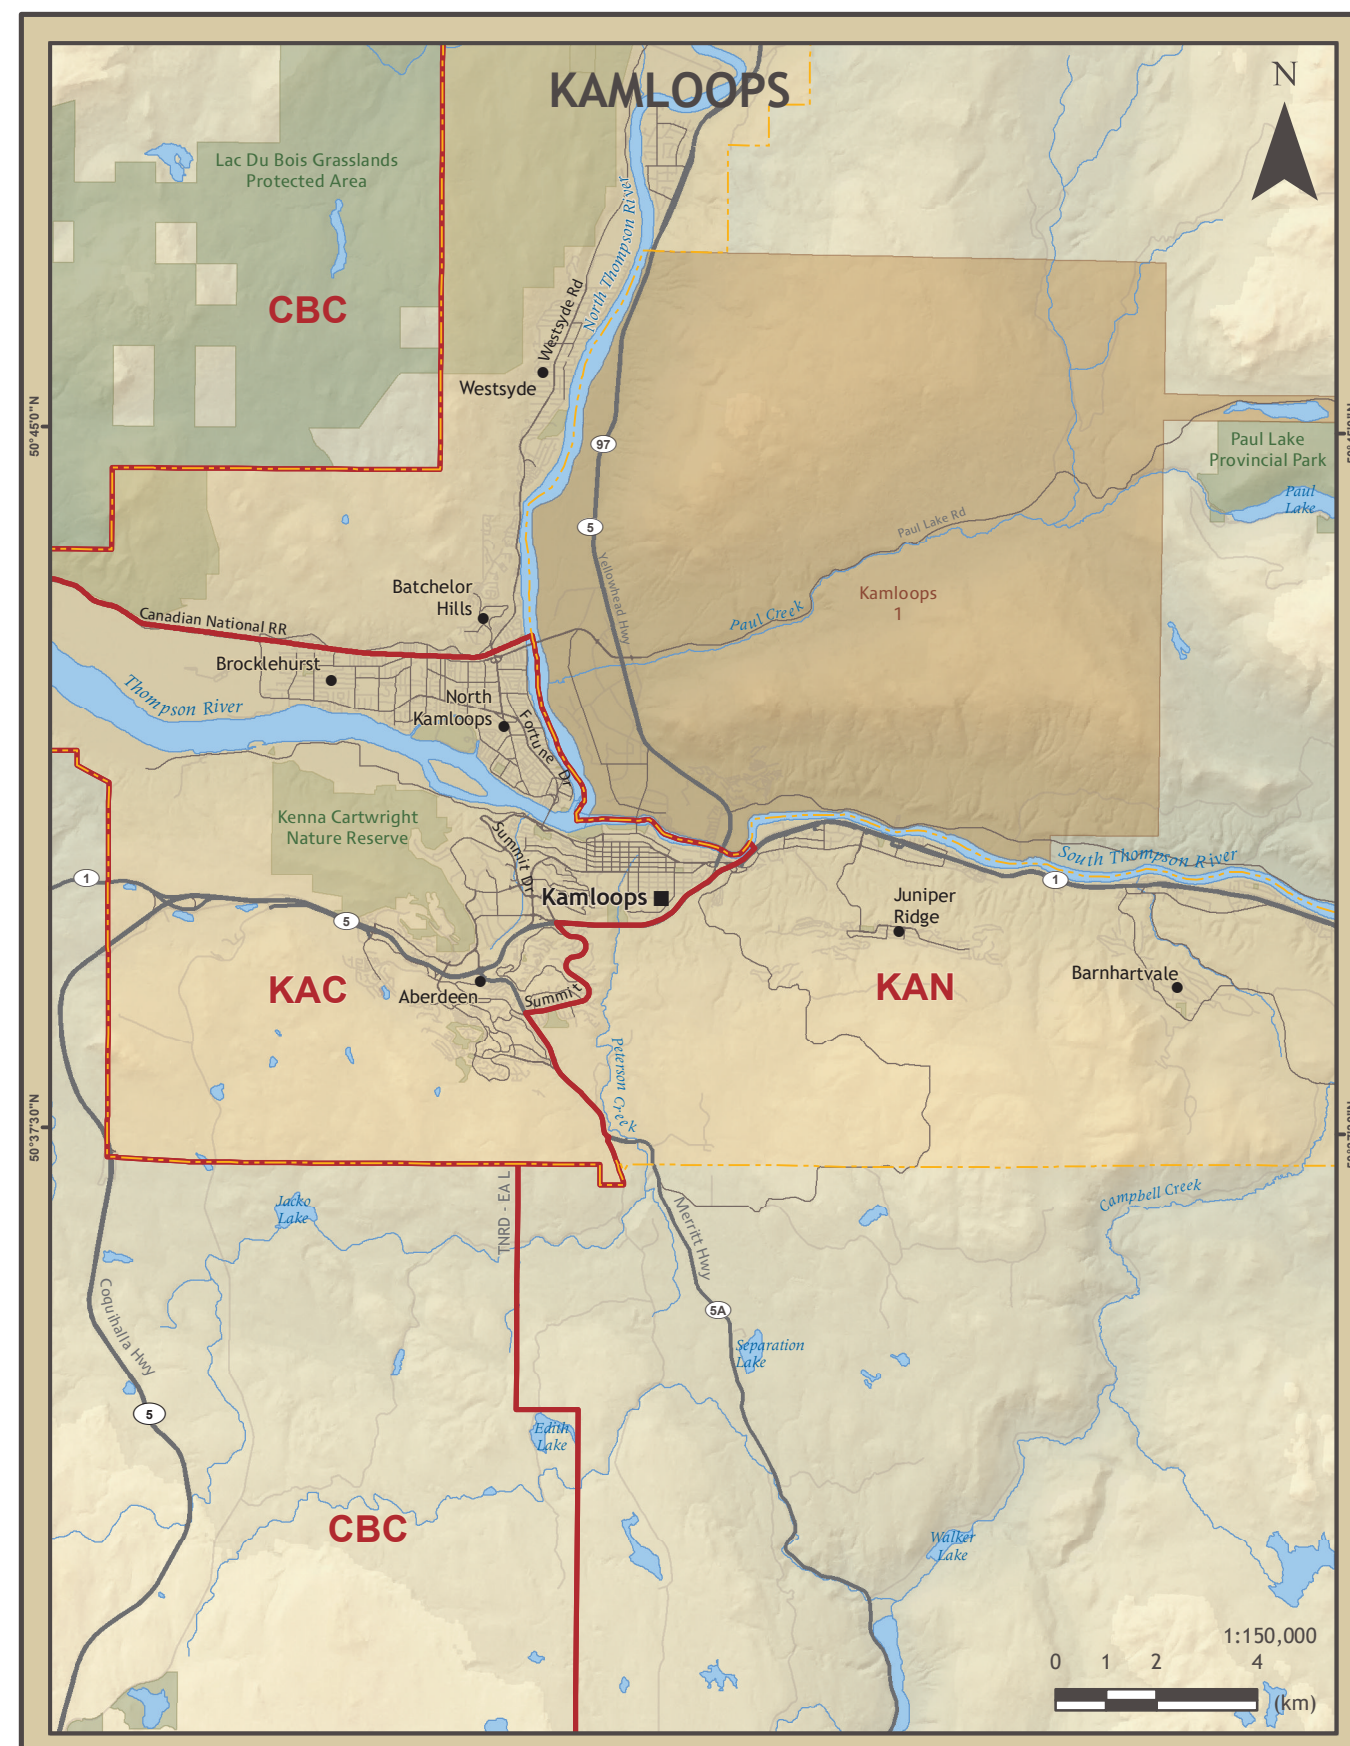 KAMLOOPS
N
Lac Du Bois Grasslands
Protected Area
North Thompson River
CBC
Westsyde Rd
Westsyde
50°45'0"N
97
Paul Lake
Provincial Park
Paul
Lake
5
Paul Lake Rd
Yellowhead Hwy
Batchelor
Hills
Kamloops
1
Paul Creek
Canadian National RR
Brocklehurst
Thompson River
North
Kamloops
Fortune Dr
Kenna Cartwright
Nature Reserve
Summit Dr
South Thompson River
1
1
Kamloops
Juniper
Ridge
5
KAC
Aberdeen
Summit
KAN
Barnhartvale
Peterson Creek
50°37'30"N
Jacko
Lake
TNRD - EA L
Campbell Creek
Merritt Hwy
Coquihalla Hwy
5A
Separation
Lake
5
Edith
Lake
CBC
Walker
Lake
1:150,000
0 1 2 4
(km)